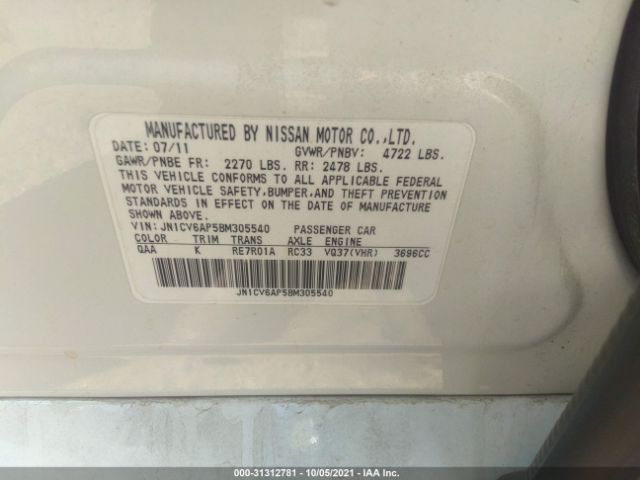 MANUFACTURED BY NISSAN MOTOR CO.,LTD.
DATE: 07/11 GVWR/PNBV: 4722 LBS.
GAWR/PNBE FR: 2270 LBS. RR: 2478 LBS.
THIS VEHICLE CONFORMS TO ALL APPLICABLE FEDERAL
MOTOR VEHICLE SAFETY,BUMPER,AND THEFT PREVENTION
STANDARDS IN EFFECT ON THE DATE OF MANUFACTURE
SHOWN ABOVE.
VIN: JN1CV6AP5BM305540 PASSENGER CAR
COLOR TRIM TRANS AXLE ENGINE
QAA K RE7R01A RC33 VQ37(VHR) 3696CC
JN1CV6AP5BM305540
000-31312781 - 10/05/2021 - IAA Inc.